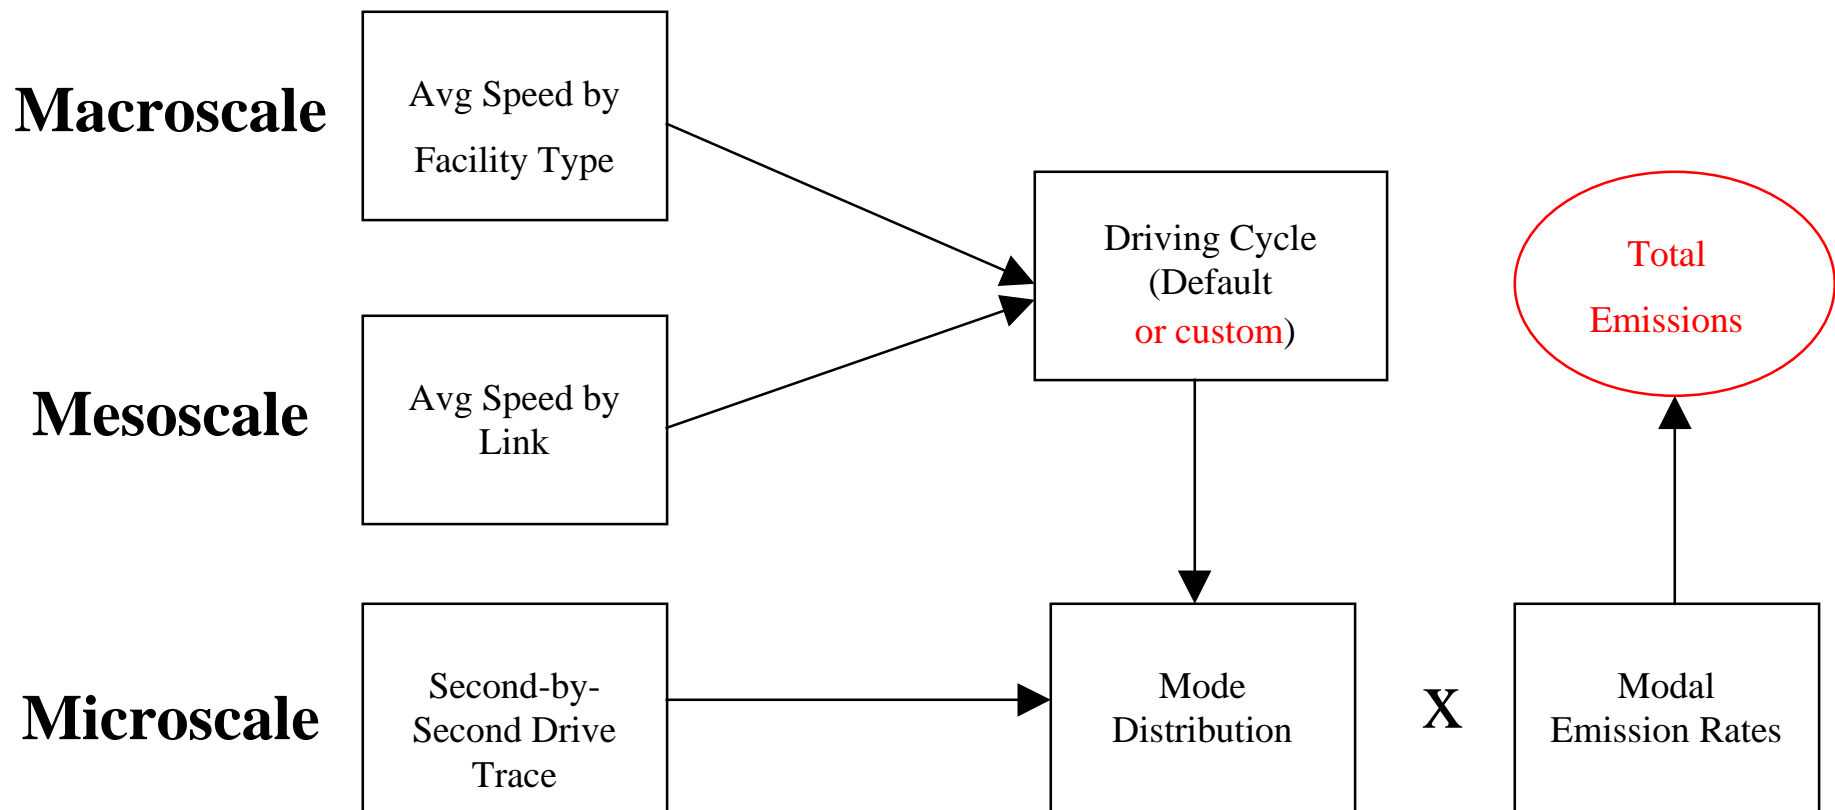 Macroscale
Avg Speed by
Facility Type
Driving Cycle
(Default
or custom)
Total
Emissions
Mesoscale
Avg Speed by
Link
Microscale
Second-by-
Second Drive
Trace
Mode
Distribution
X
Modal
Emission Rates